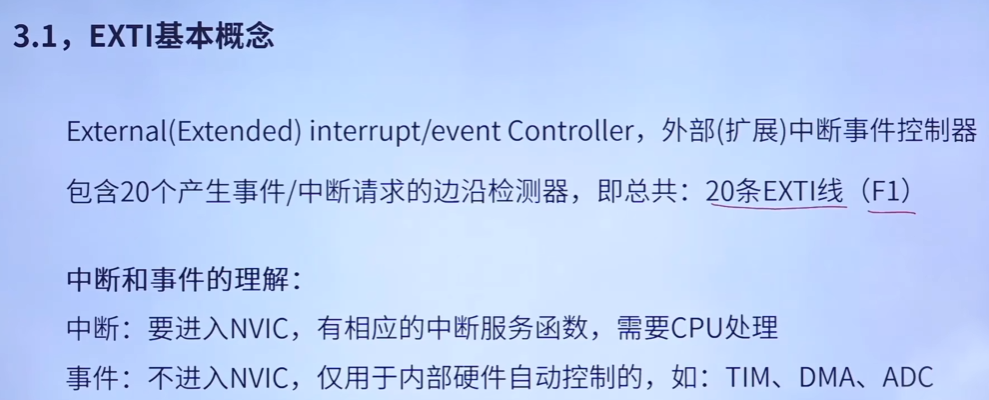 3.1，EXTI基本概念
External(Extended) interrupt/event Controller，外部(扩展)中断事件控制器
包含20个产生事件/中断请求的边沿检测器，即总共：20条EXTI线（F1）
中断和事件的理解：
中断：要进入NVIC，有相应的中断服务函数，需要CPU处理
事件：不进入NVIC，仅用于内部硬件自动控制的，如：TIM、DMA、ADC